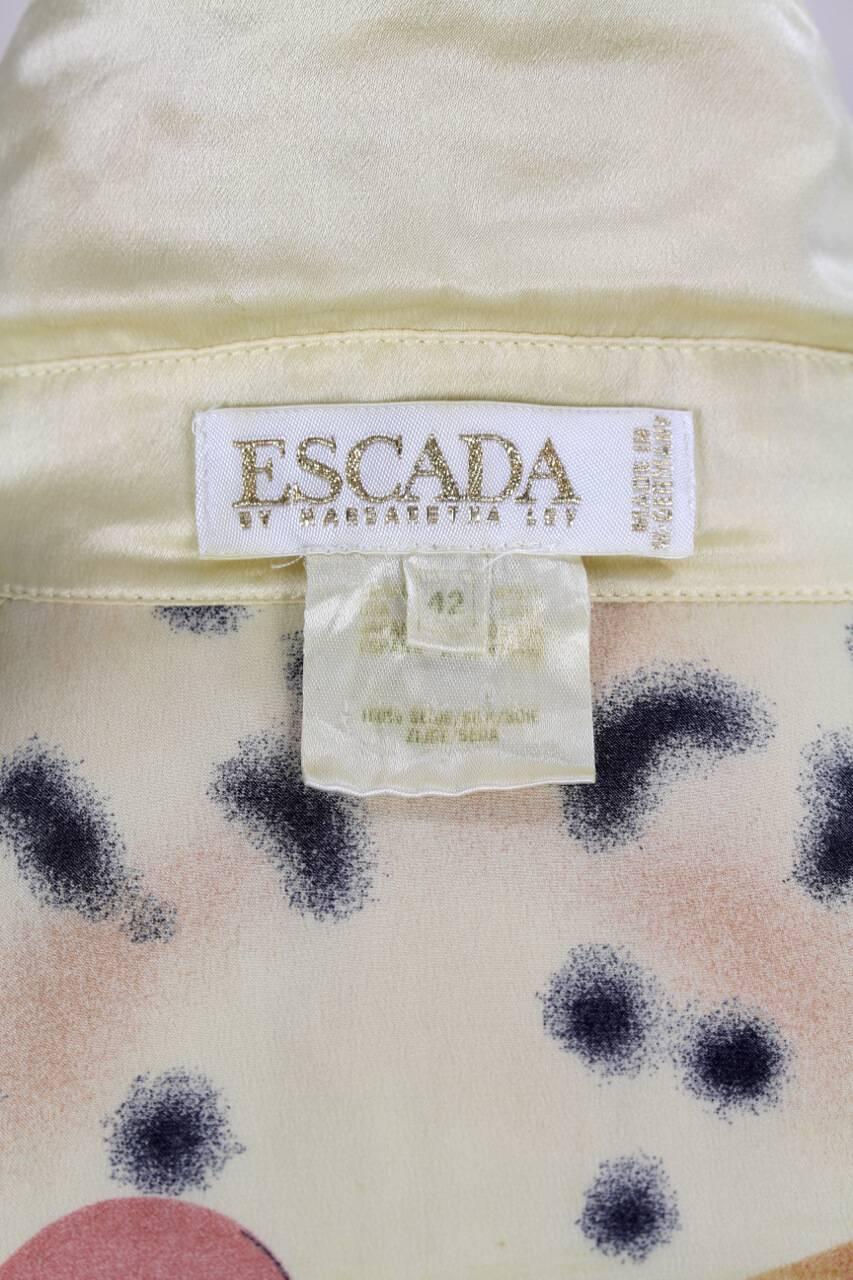 ESCADA
BY MARGARETHA LEY
MADE IN
W. GERMANY
42
100% SEIDE/SILK/SOIE
ZIJDE/SEDA